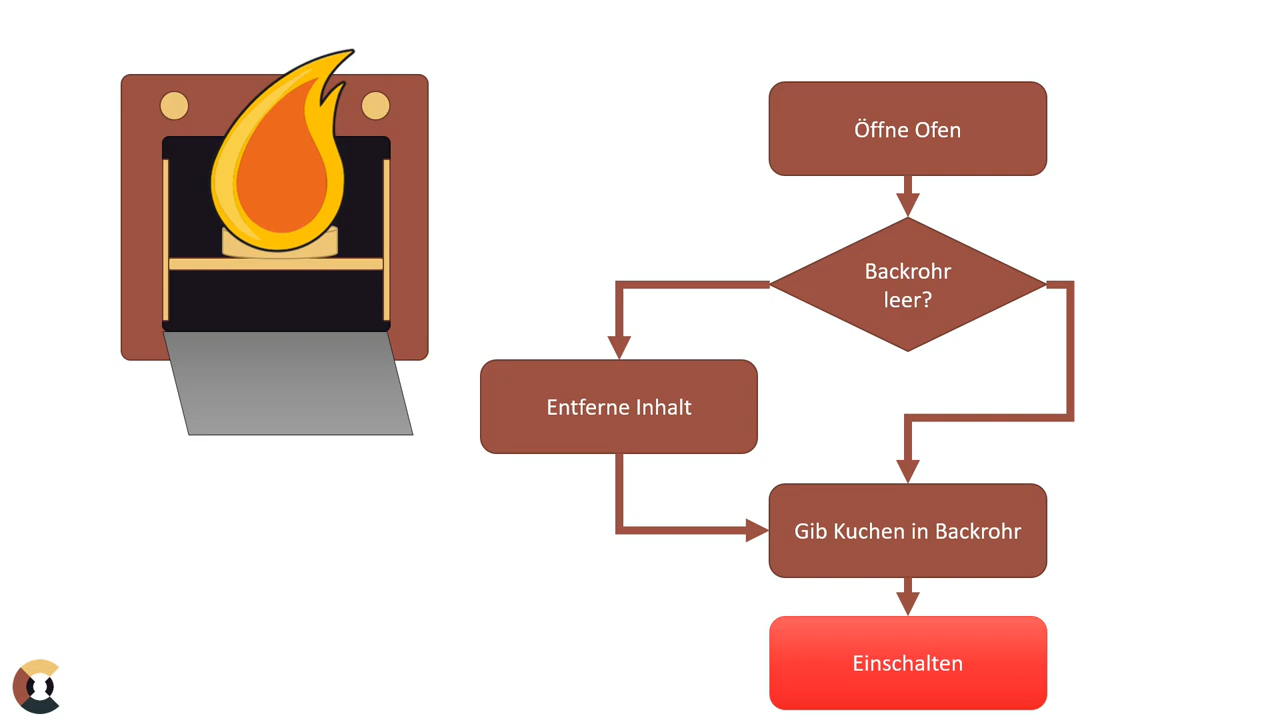 Öffne Ofen
Backrohr
leer?
Entferne Inhalt
Gib Kuchen in Backrohr
Einschalten